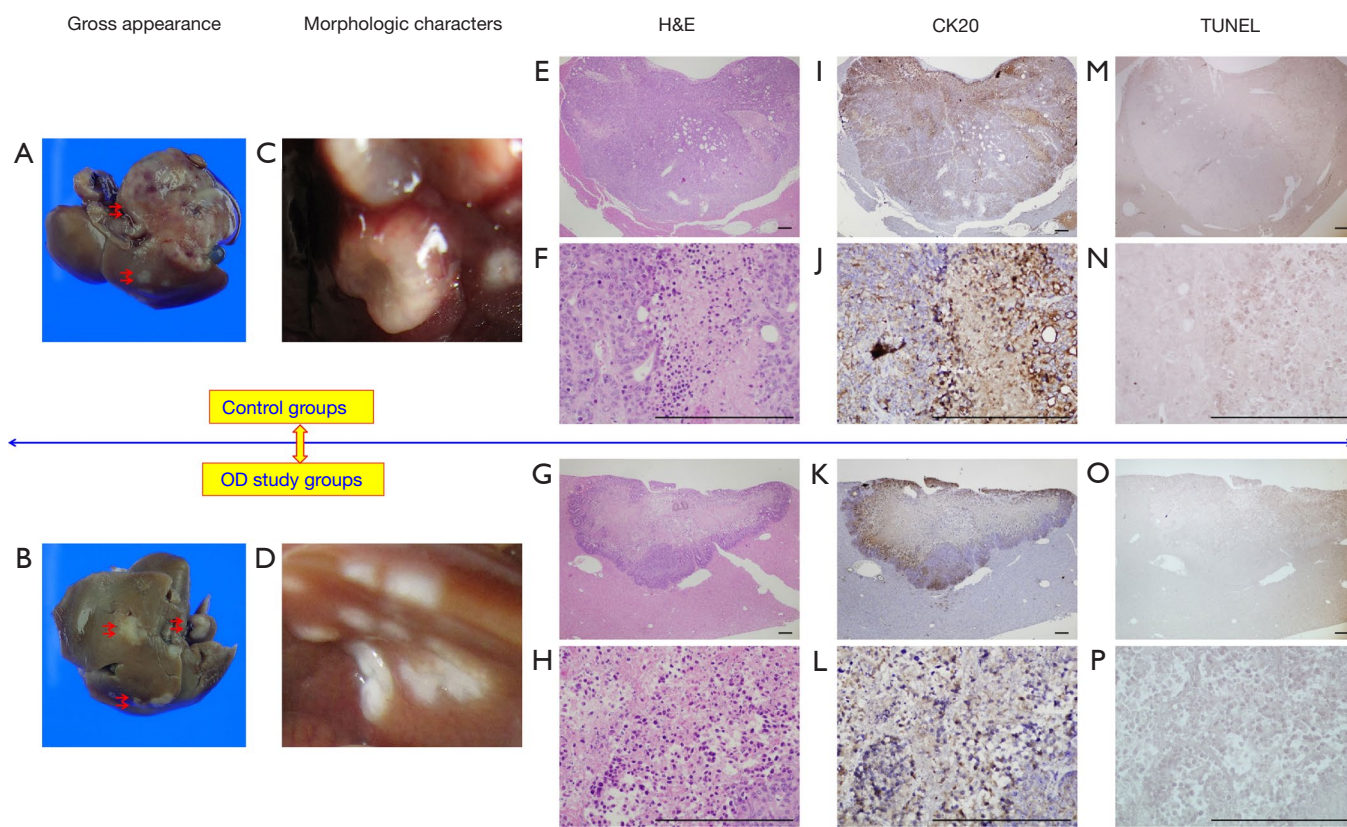 Gross appearance
Morphologic characters
H&E
CK20
TUNEL
E
I
M
A
C
F
J
N
Control groups
OD study groups
G
K
O
B
D
H
L
P